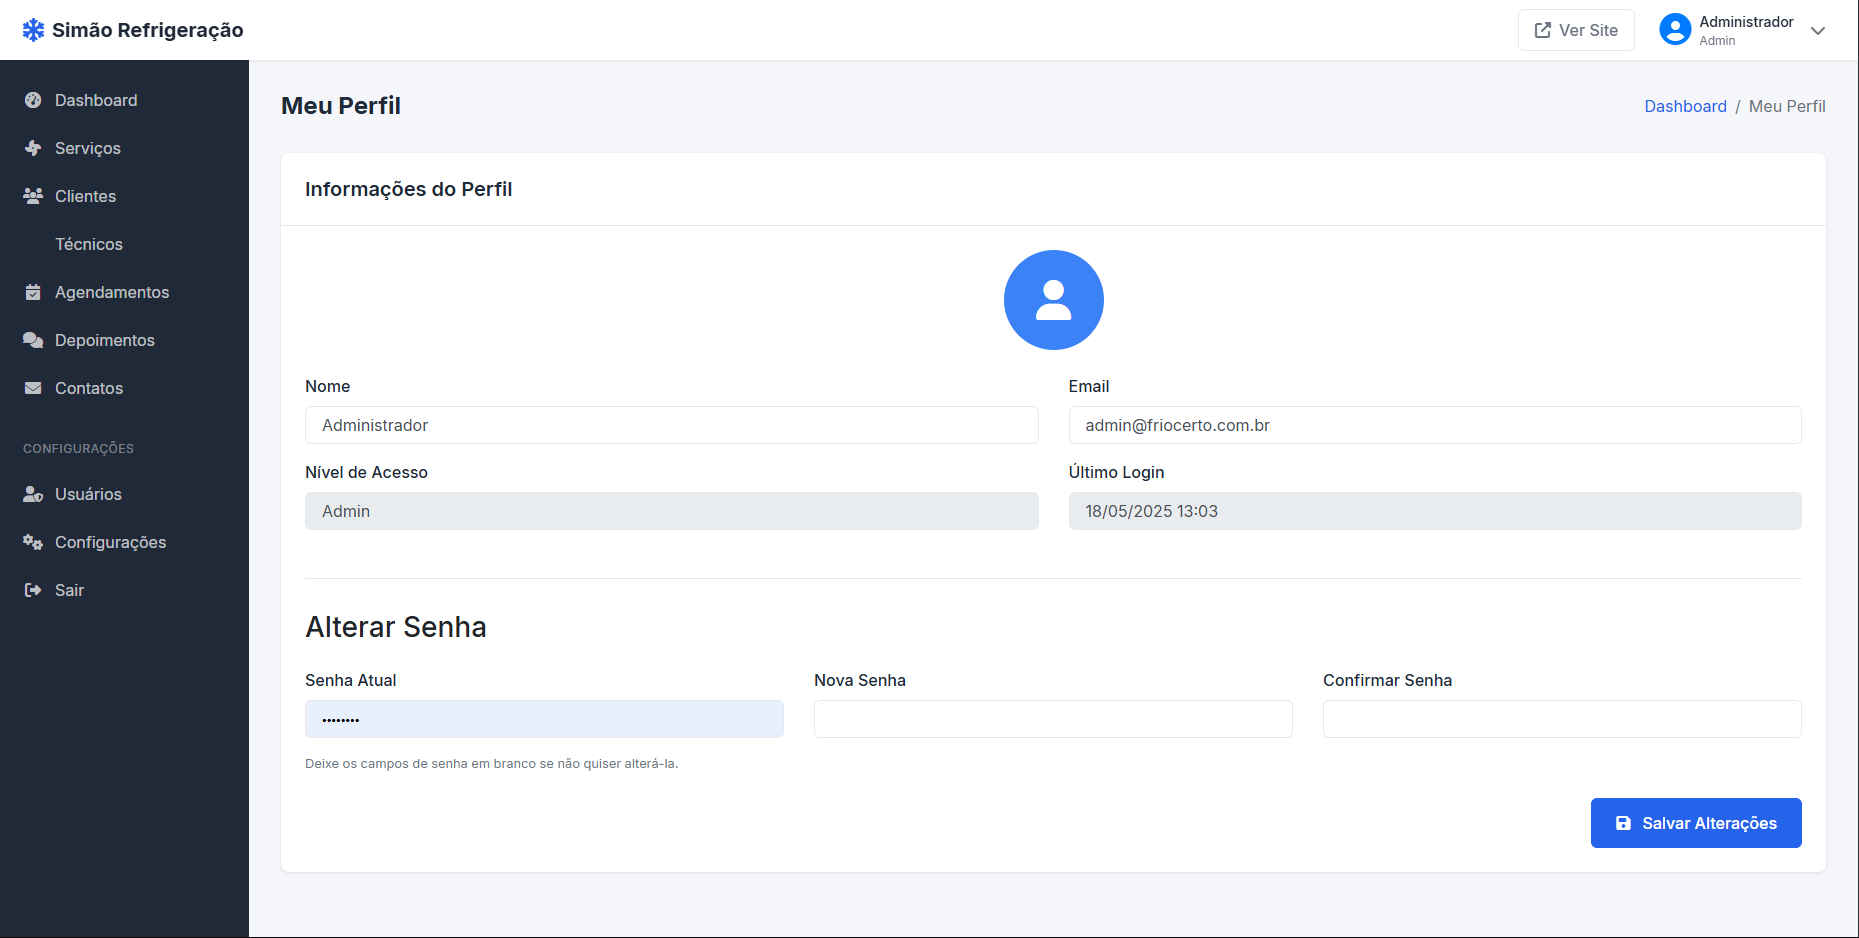 Simão Refrigeração
Ver Site
Administrador
Admin
Dashboard
Serviços
Clientes
Técnicos
Agendamentos
Depoimentos
Contatos
CONFIGURAÇÕES
Usuários
Configurações
Sair
Meu Perfil
Dashboard / Meu Perfil
Informações do Perfil
Nome
Administrador
Email
admin@friocerto.com.br
Nível de Acesso
Admin
Último Login
18/05/2025 13:03
Alterar Senha
Senha Atual
••••••••
Nova Senha
Confirmar Senha
Deixe os campos de senha em branco se não quiser alterá-la.
Salvar Alterações